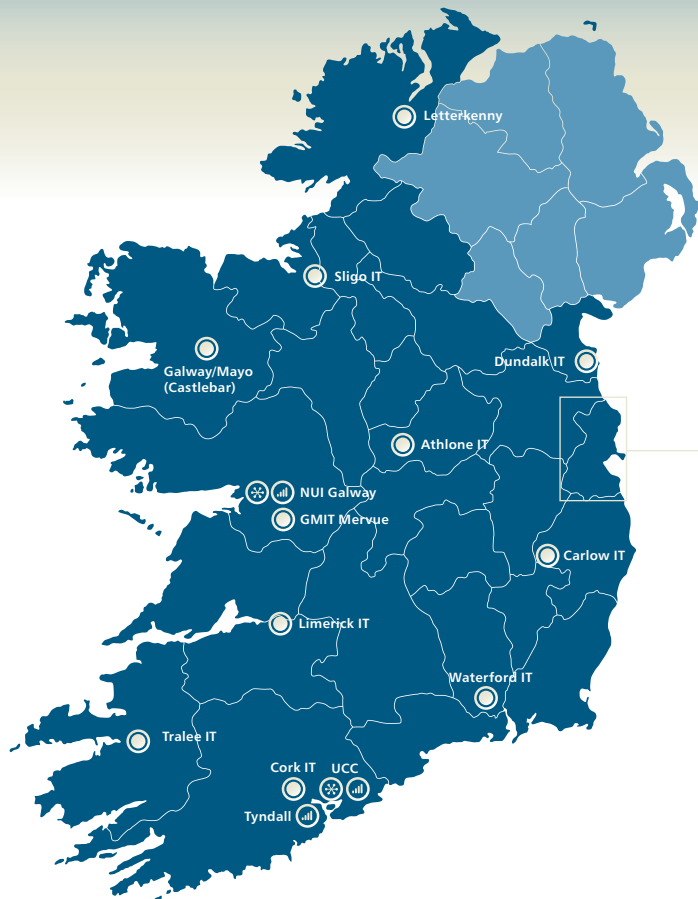 Letterkenny
Sligo IT
Galway/Mayo
(Castlebar)
Dundalk IT
Athlone IT
NUI Galway
GMIT Mervue
Carlow IT
Limerick IT
Waterford IT
Tralee IT
Cork IT
UCC
Tyndall